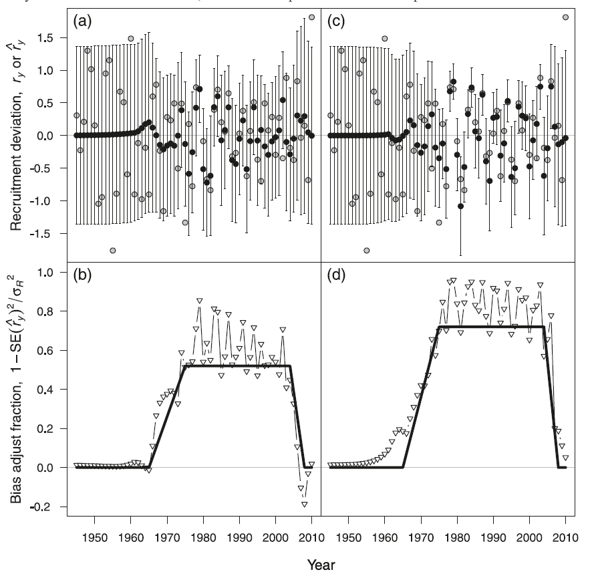 (a)
(c)
Recruitment deviation, r_y or r̂_y
1.5
1.0
0.5
0.0
-0.5
-1.0
-1.5
(b)
(d)
Bias adjust fraction, 1−SE(r̂_y)²/σ_R²
1.0
0.8
0.6
0.4
0.2
0.0
-0.2
1950 1960 1970 1980 1990 2000 2010 1950 1960 1970 1980 1990 2000 2010
Year